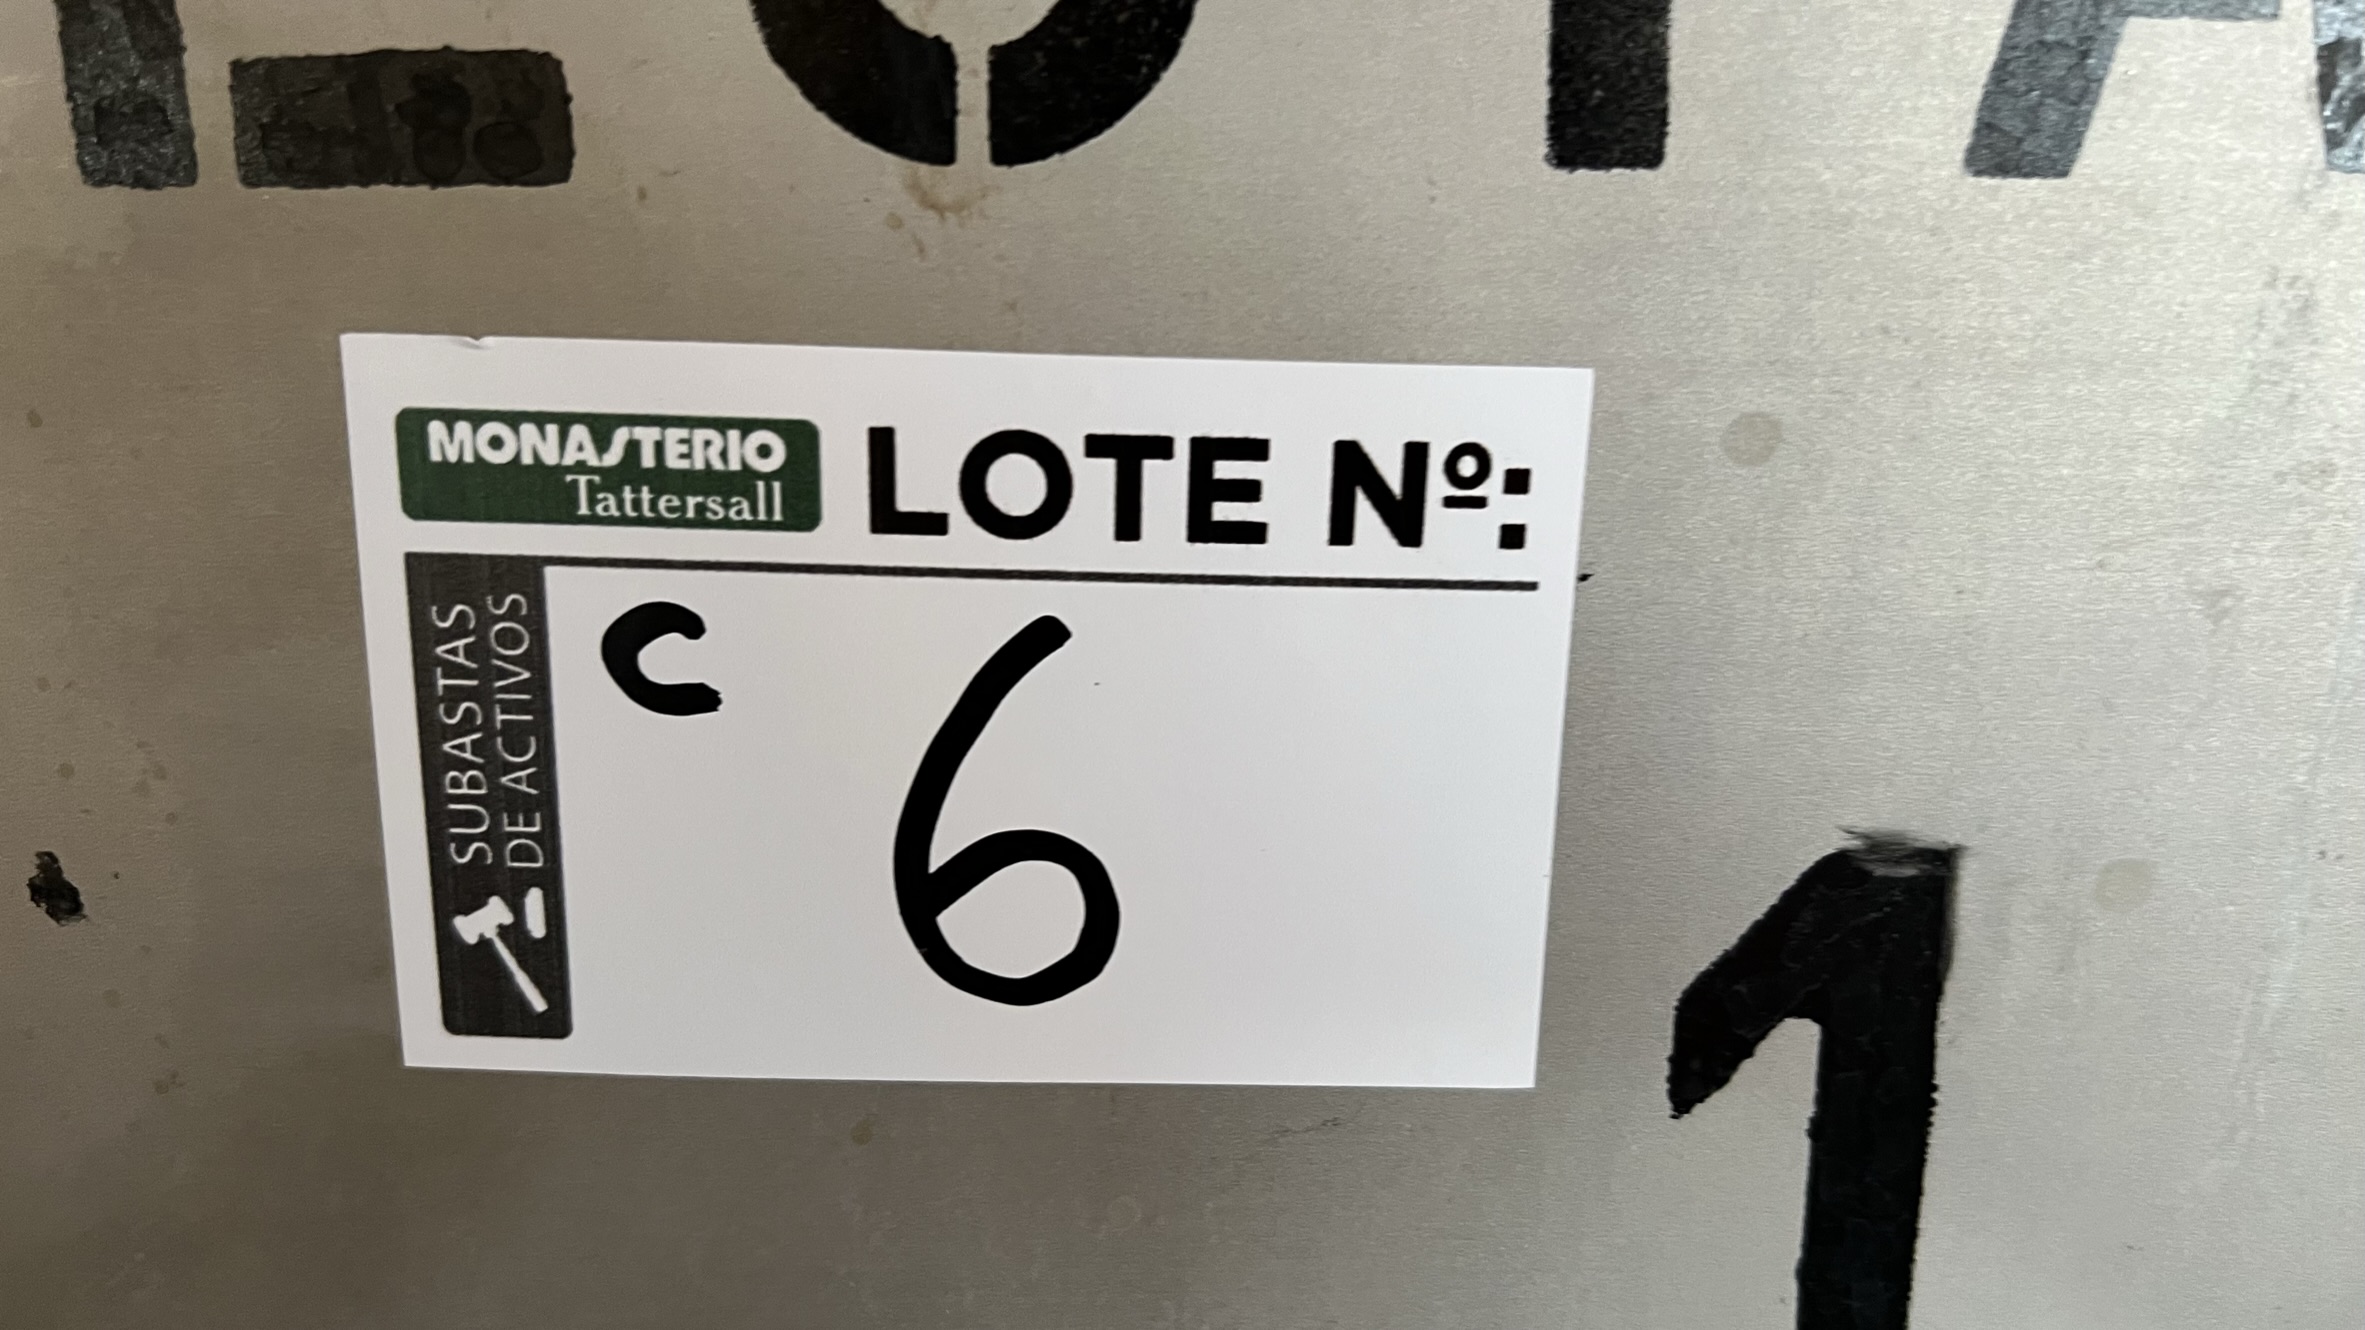 MONASTERIO
Tattersall
LOTE Nº:
SUBASTAS
DE ACTIVOS
C 6
1